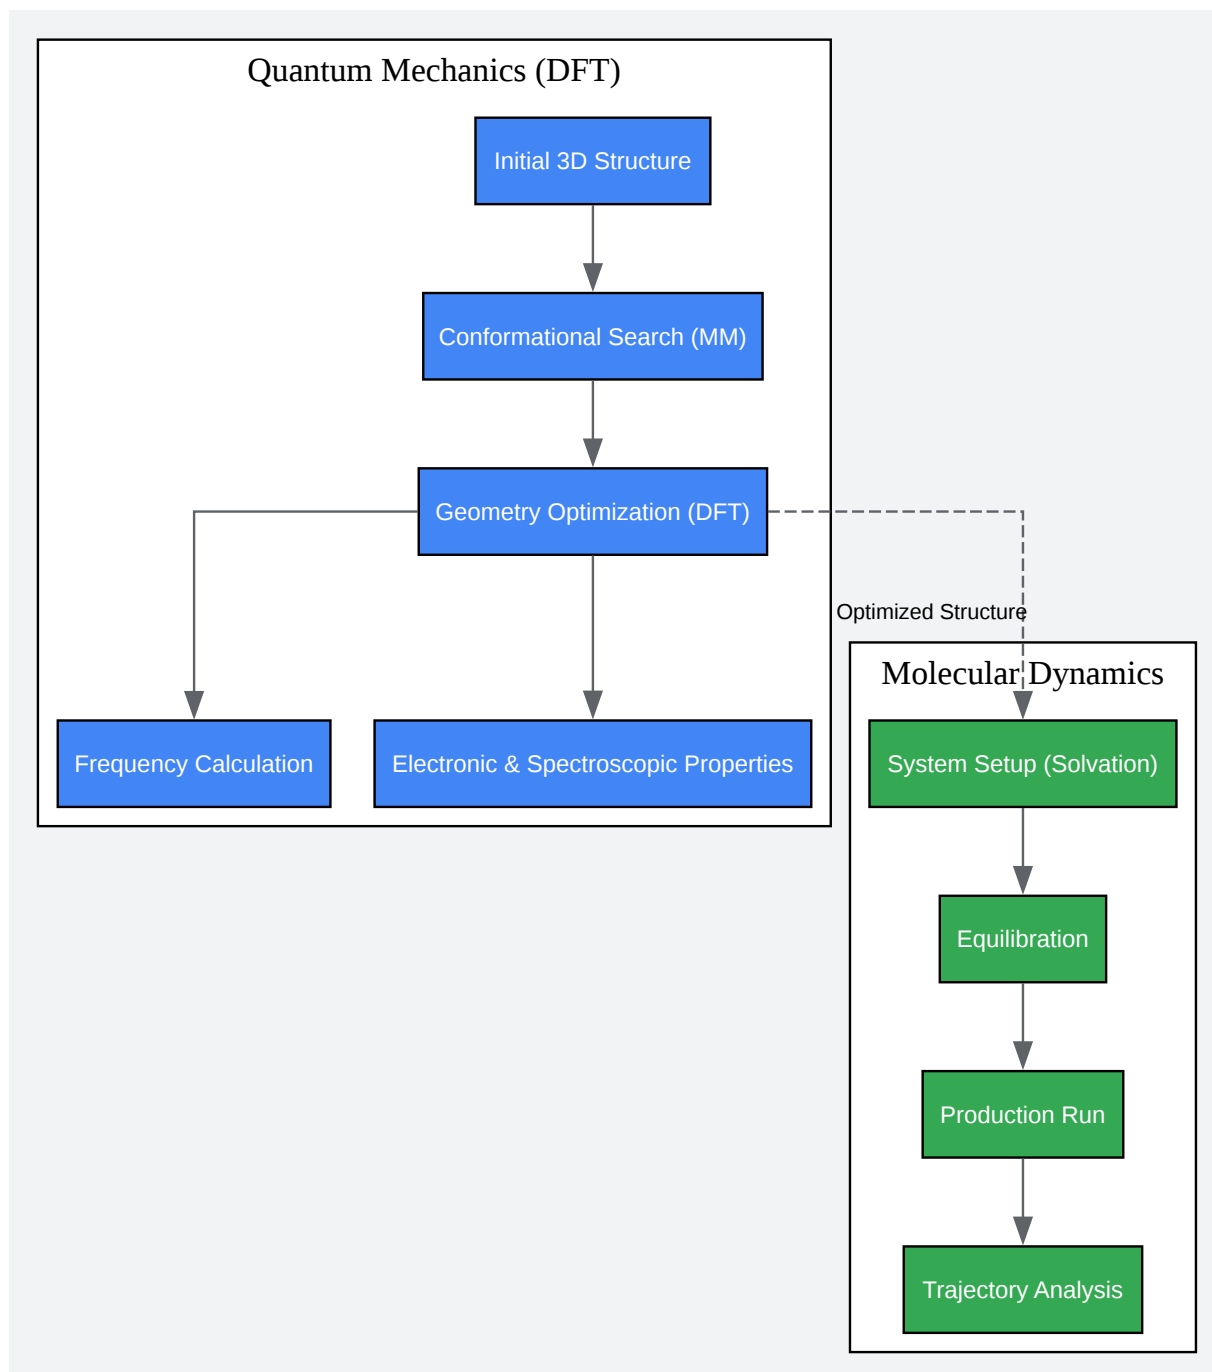 Quantum Mechanics (DFT)
Initial 3D Structure
Conformational Search (MM)
Geometry Optimization (DFT)
Optimized Structure
Frequency Calculation
Electronic & Spectroscopic Properties
Molecular Dynamics
System Setup (Solvation)
Equilibration
Production Run
Trajectory Analysis